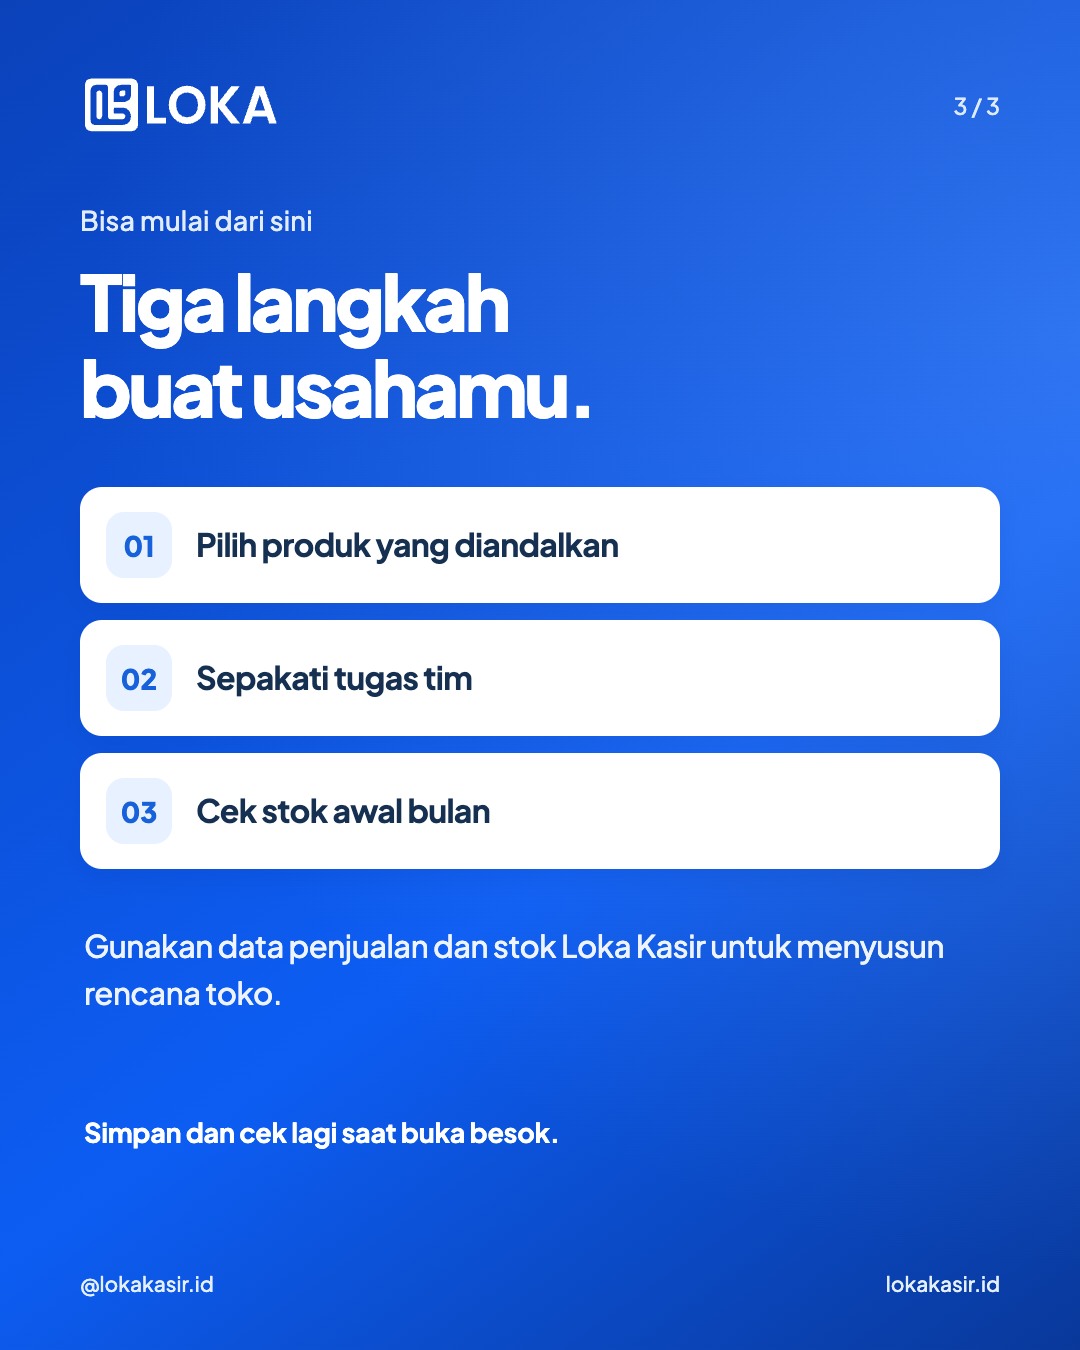 LOKA
3 / 3
Bisa mulai dari sini
Tiga langkah
buat usahamu.
01 Pilih produk yang diandalkan
02 Sepakati tugas tim
03 Cek stok awal bulan
Gunakan data penjualan dan stok Loka Kasir untuk menyusun
rencana toko.
Simpan dan cek lagi saat buka besok.
@lokakasir.id
lokakasir.id